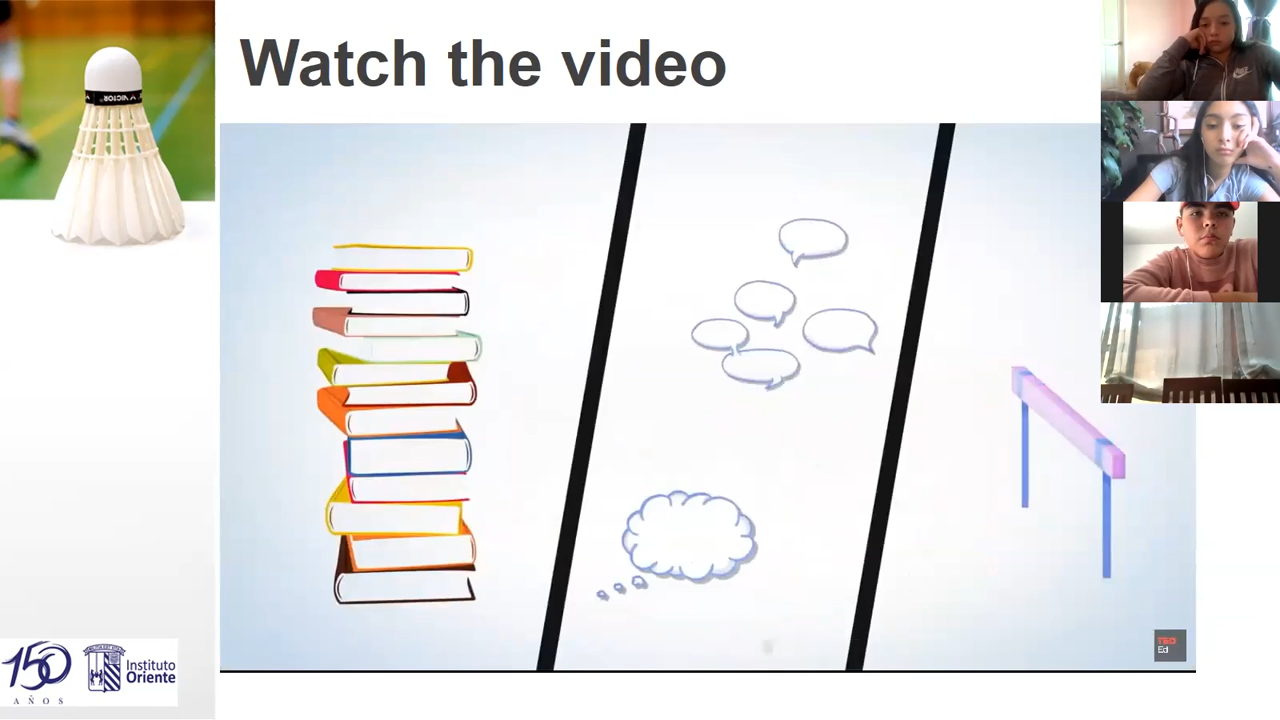 Watch the video
VICTOR
TED
Ed
150
AÑOS
Instituto
Oriente